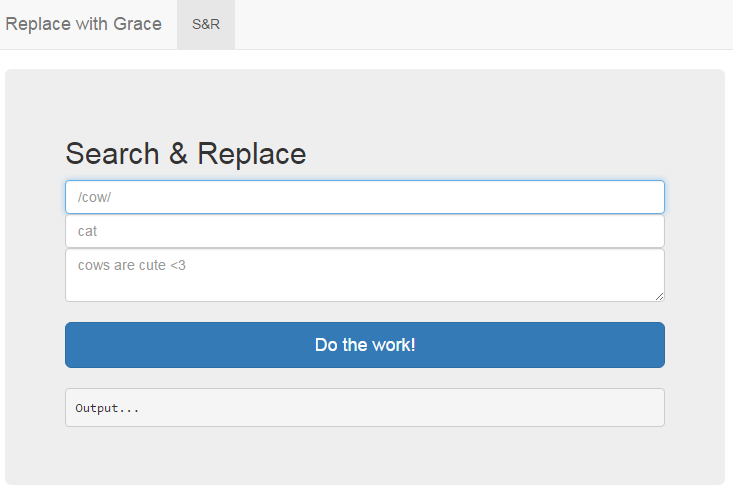 Replace with Grace S&R
Search & Replace
/cow/
cat
cows are cute <3
Do the work!
Output...